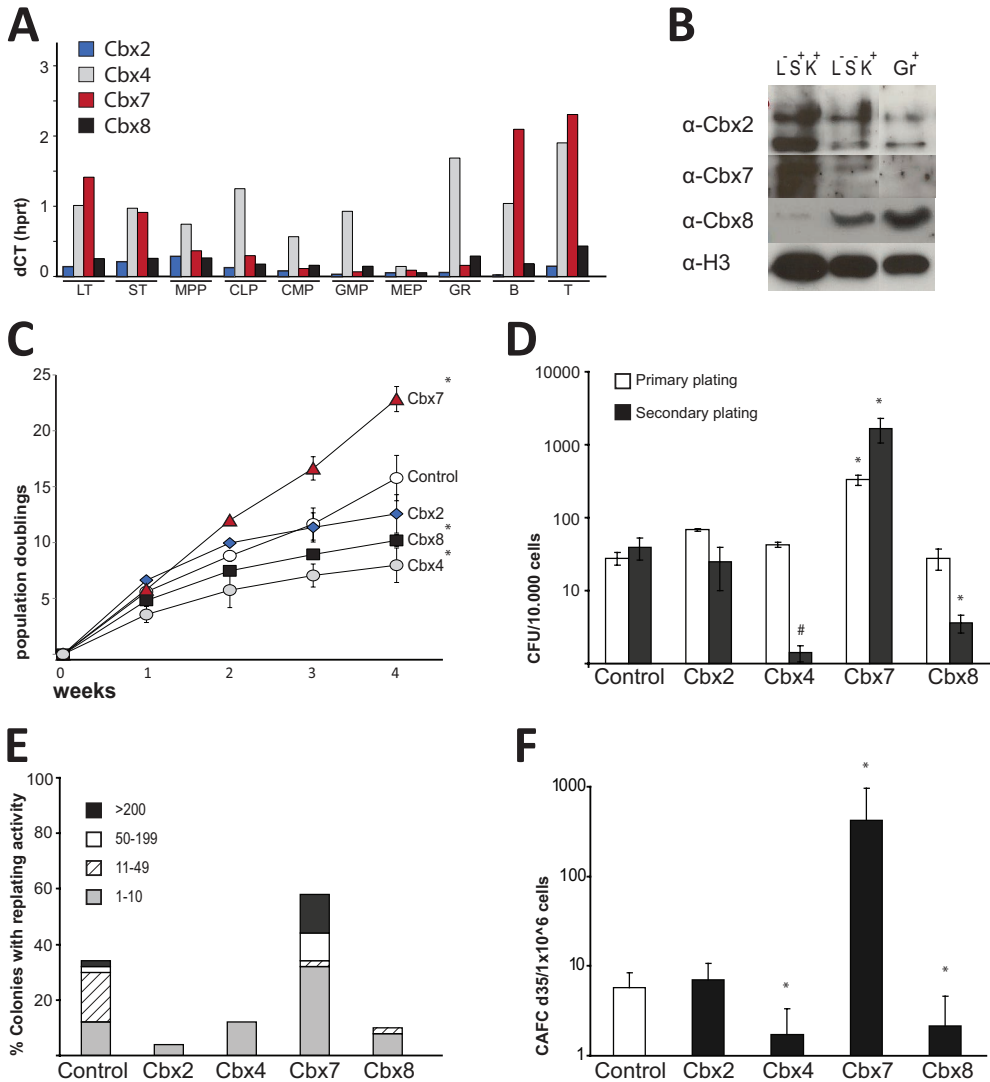 A
Cbx2
Cbx4
Cbx7
Cbx8
3
2
1
0
dCT (hprt)
LT ST MPP CLP CMP GMP MEP GR B T
B
L⁻S⁺K⁺ L⁻S⁻K⁺ Gr⁺
α-Cbx2
α-Cbx7
α-Cbx8
α-H3
C
25
20
15
10
5
population doublings
Cbx7 *
Control
Cbx2
Cbx8 *
Cbx4 *
0 1 2 3 4
weeks
D
10000
1000
100
10
CFU/10.000 cells
Primary plating
Secondary plating
* * # *
Control Cbx2 Cbx4 Cbx7 Cbx8
E
100
80
60
40
20
% Colonies with replating activity
>200
50-199
11-49
1-10
Control Cbx2 Cbx4 Cbx7 Cbx8
F
1000
100
10
1
CAFC d35/1x10^6 cells
* * *
Control Cbx2 Cbx4 Cbx7 Cbx8